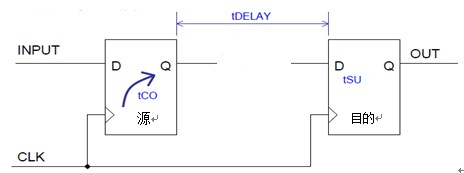 tDELAY
INPUT
D Q
tCO
源↵
D Q
tSU
目的↵
OUT
CLK
↵